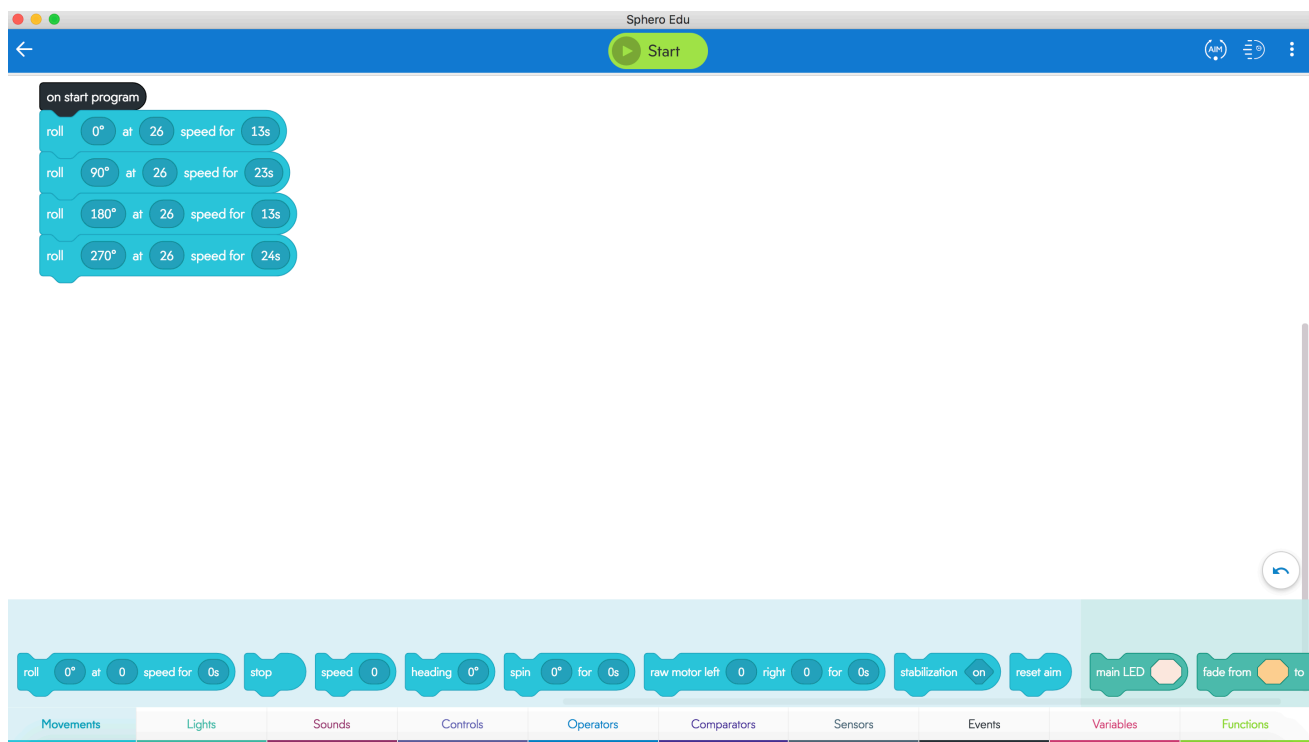 Sphero Edu
Start
AIM
on start program
roll 0° at 26 speed for 13s
roll 90° at 26 speed for 23s
roll 180° at 26 speed for 13s
roll 270° at 26 speed for 24s
roll 0° at 0 speed for 0s stop speed 0 heading 0° spin 0° for 0s raw motor left 0 right 0 for 0s stabilization on reset aim main LED fade from to
Movements Lights Sounds Controls Operators Comparators Sensors Events Variables Functions